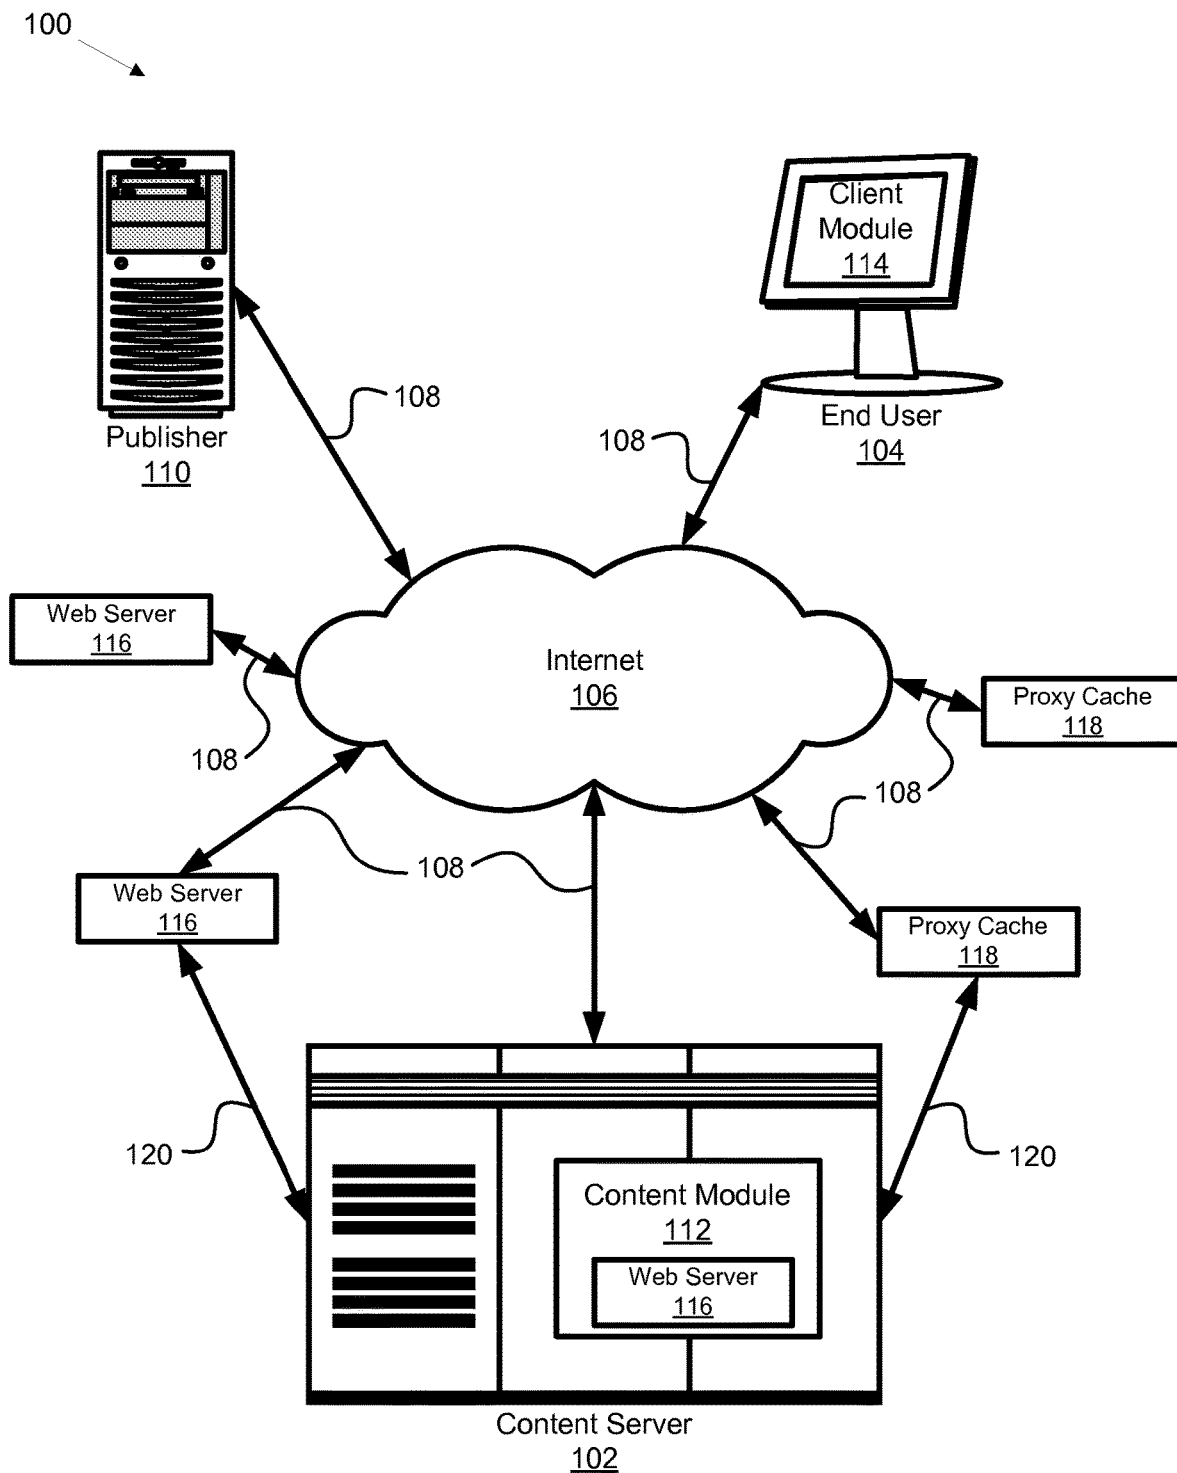 100
Client
Module
114
Publisher
110
108
108
End User
104
Web Server
116
Internet
106
Proxy Cache
118
108
108
108
Web Server
116
Proxy Cache
118
120
120
Content Module
112
Web Server
116
Content Server
102